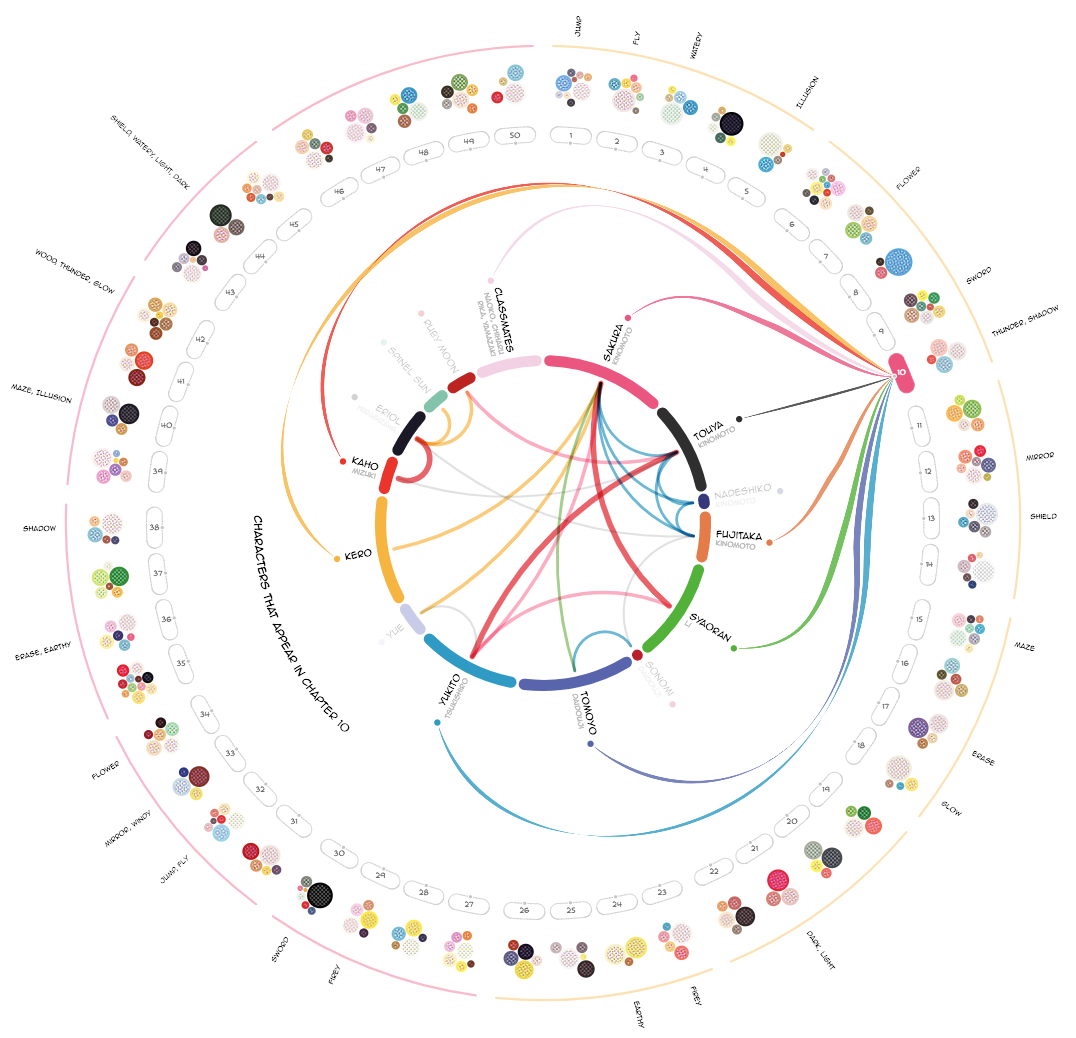 JUMP
FLY
WATERY
ILLUSION
FLOWER
SWORD
THUNDER, SHADOW
MIRROR
SHIELD
MAZE
ERASE
GLOW
DARK, LIGHT
FIREY
EARTHY
FIREY
SWORD
JUMP, FLY
MIRROR, WINDY
FLOWER
ERASE, EARTHY
SHADOW
MAZE, ILLUSION
WOOD, THUNDER, GLOW
SHIELD, WATERY, LIGHT, DARK
1
2
3
4
5
6
7
8
9
10
11
12
13
14
15
16
17
18
19
20
21
22
23
24
25
26
27
28
29
30
31
32
33
34
35
36
37
38
39
40
41
42
43
44
45
46
47
48
49
50
SAKURA
KINOMOTO
TOUYA
KINOMOTO
NADESHIKO
KINOMOTO
FUJITAKA
KINOMOTO
SYAORAN
LI
SONOMI
TOMOYO
DAIDOUJI
YUKITO
TSUKISHIRO
YUE
KERO
KAHO
MIZUKI
ERIOL
SPINEL SUN
RUBY MOON
CLASSMATES
NAOKO, CHIHARU
RIKA, YAMAZAKI
CHARACTERS THAT APPEAR IN CHAPTER 10